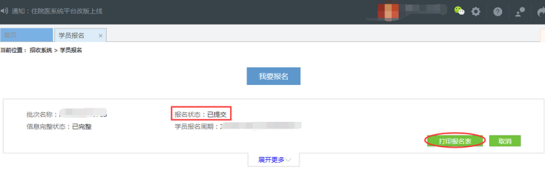 通知：住院医系统平台改版上线
首页 学员报名 ×
当前位置： 招收系统 > 学员报名
我要报名
批次名称： 报名状态：已提交
信息完整状态：已完整 学员报名周期：
打印报名表 取消
展开更多